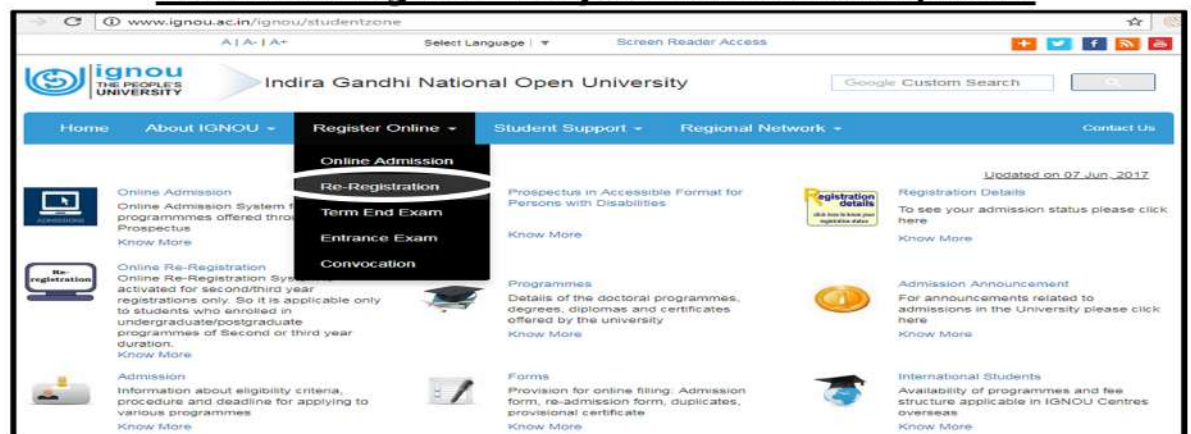 www.ignou.ac.in/ignou/studentzone
A | A- | A+
Select Language | ▼
Screen Reader Access
ignou
THE PEOPLE'S
UNIVERSITY
Indira Gandhi National Open University
Google Custom Search
Home
About IGNOU
Register Online
Student Support
Regional Network
Contact Us
Online Admission
Re-Registration
Term End Exam
Entrance Exam
Convocation
Updated on 07 Jun, 2017
ADMISSIONS
Online Admission
Online Admission System f
programmmes offered throu
Prospectus
Know More
Prospectus in Accessible Format for
Persons with Disabilities
Know More
Registration
details
click here to know your
registration status
Registration Details
To see your admission status please click
here
Know More
Re-
registration
Online Re-Registration
Online Re-Registration Sys
activated for second/third year
registrations only. So it is applicable only
to students who enrolled in
undergraduate/postgraduate
programmes of Second or third year
duration.
Know More
Programmes
Details of the doctoral programmes,
degrees, diplomas and certificates
offered by the university
Know More
Admission Announcement
For announcements related to
admissions in the University please click
here
Know More
Admission
Information about eligibility criteria,
procedure and deadline for applying to
various programmes
Know More
Forms
Provision for online filling: Admission
form, re-admission form, duplicates,
provisional certificate
Know More
International Students
Availability of programmes and fee
structure applicable in IGNOU Centres
overseas
Know More